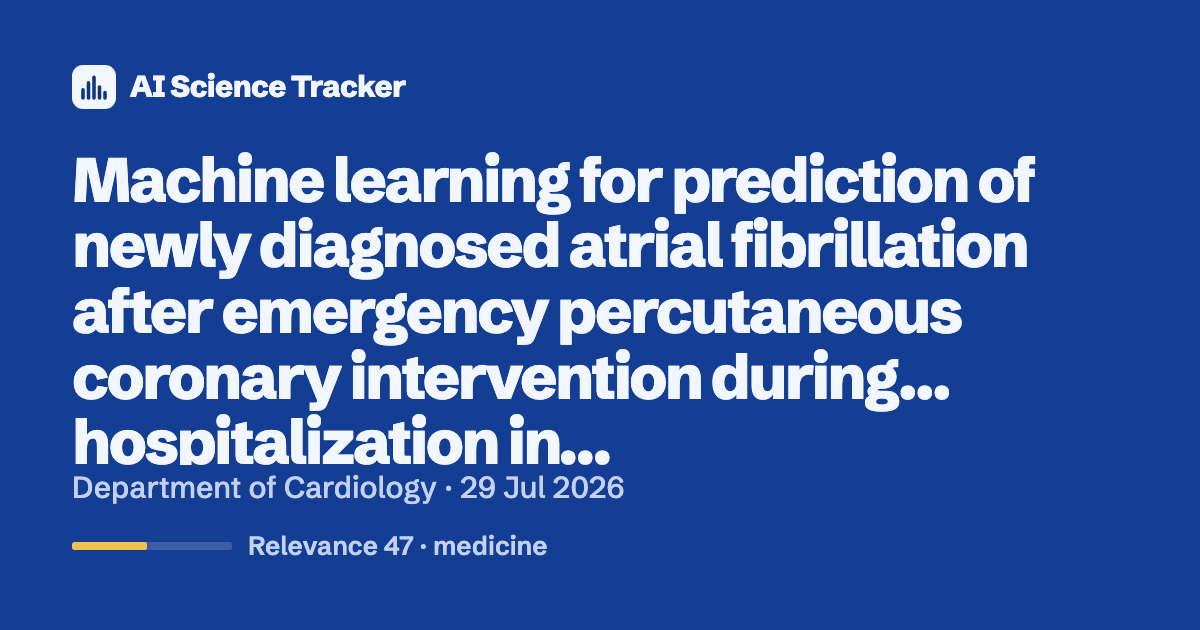 AI Science Tracker
Machine learning for prediction of
newly diagnosed atrial fibrillation
after emergency percutaneous
coronary intervention during...
hospitalization in...
Department of Cardiology · 29 Jul 2026
Relevance 47 · medicine